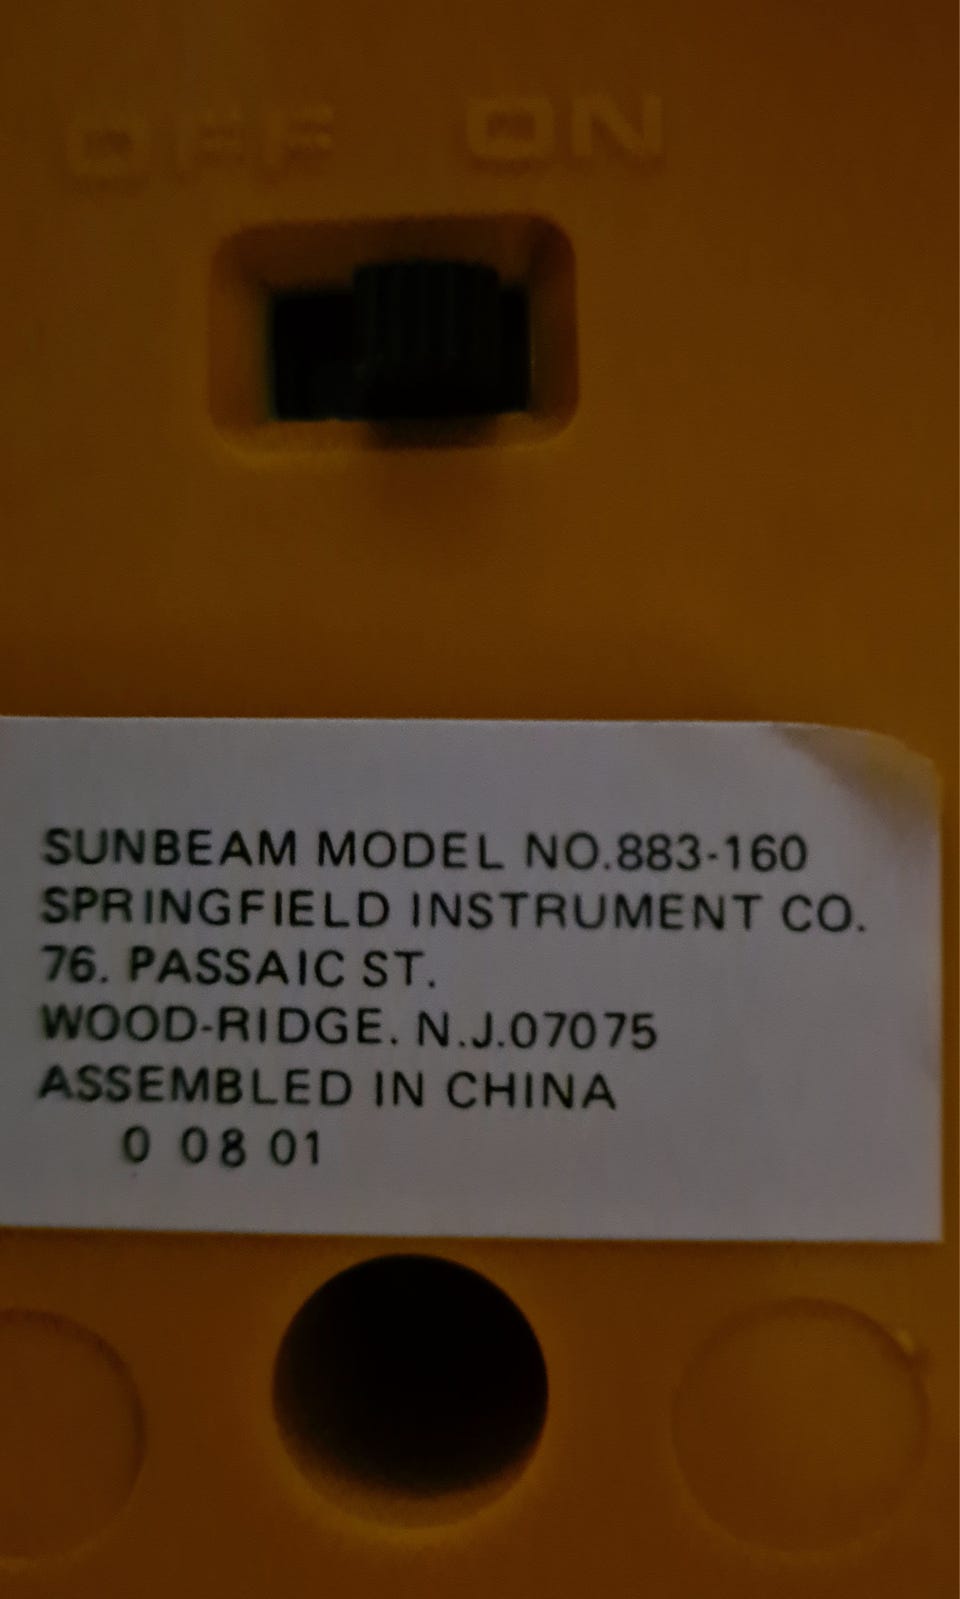 OFF ON
SUNBEAM MODEL NO.883-160
SPRINGFIELD INSTRUMENT CO.
76. PASSAIC ST.
WOOD-RIDGE. N.J.07075
ASSEMBLED IN CHINA
0 08 01